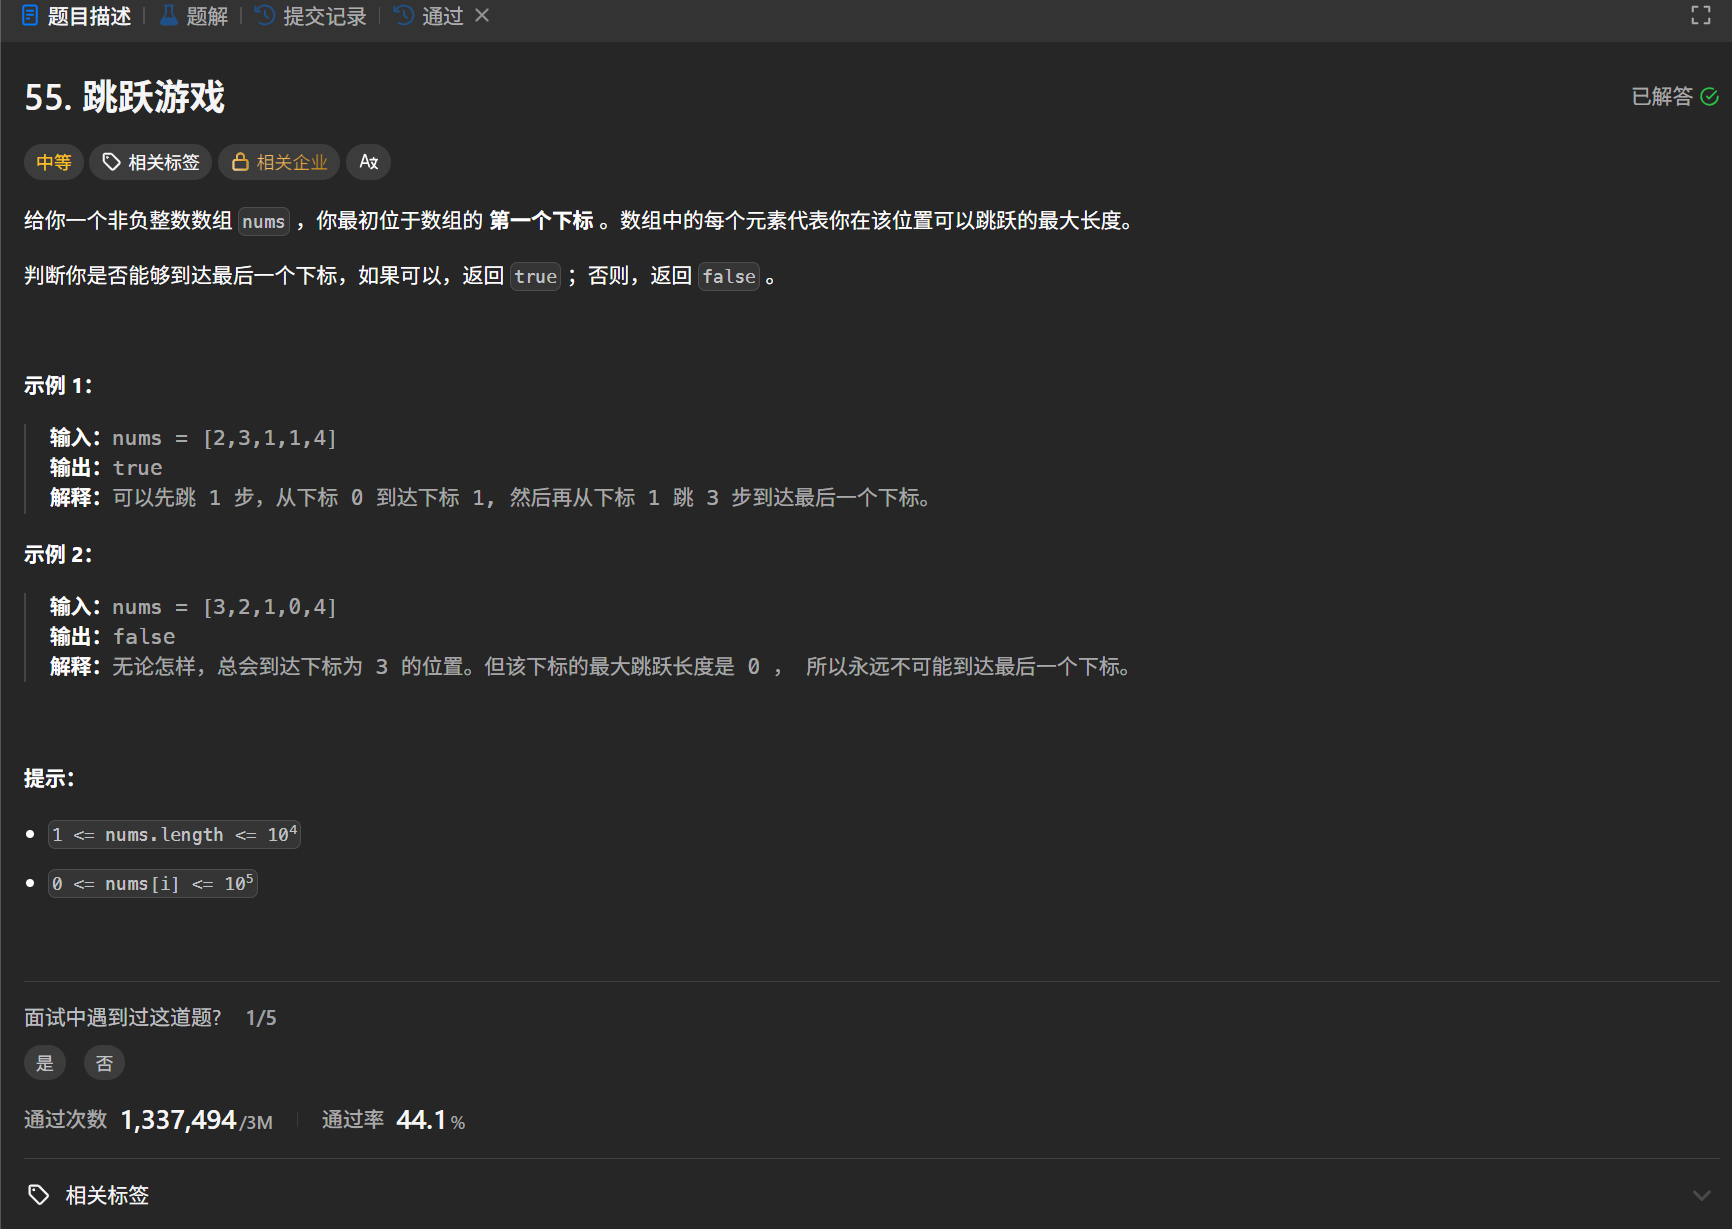 题目描述 | 题解 | 提交记录 | 通过
55. 跳跃游戏
已解答
中等 相关标签 相关企业 Aあ
给你一个非负整数数组 nums ，你最初位于数组的 第一个下标 。数组中的每个元素代表你在该位置可以跳跃的最大长度。
判断你是否能够到达最后一个下标，如果可以，返回 true ；否则，返回 false 。
示例 1：
输入：nums = [2,3,1,1,4]
输出：true
解释：可以先跳 1 步，从下标 0 到达下标 1, 然后再从下标 1 跳 3 步到达最后一个下标。
示例 2：
输入：nums = [3,2,1,0,4]
输出：false
解释：无论怎样，总会到达下标为 3 的位置。但该下标的最大跳跃长度是 0 ， 所以永远不可能到达最后一个下标。
提示：
1 <= nums.length <= 10⁴
0 <= nums[i] <= 10⁵
面试中遇到过这道题? 1/5
是 否
通过次数 1,337,494/3M 通过率 44.1%
相关标签